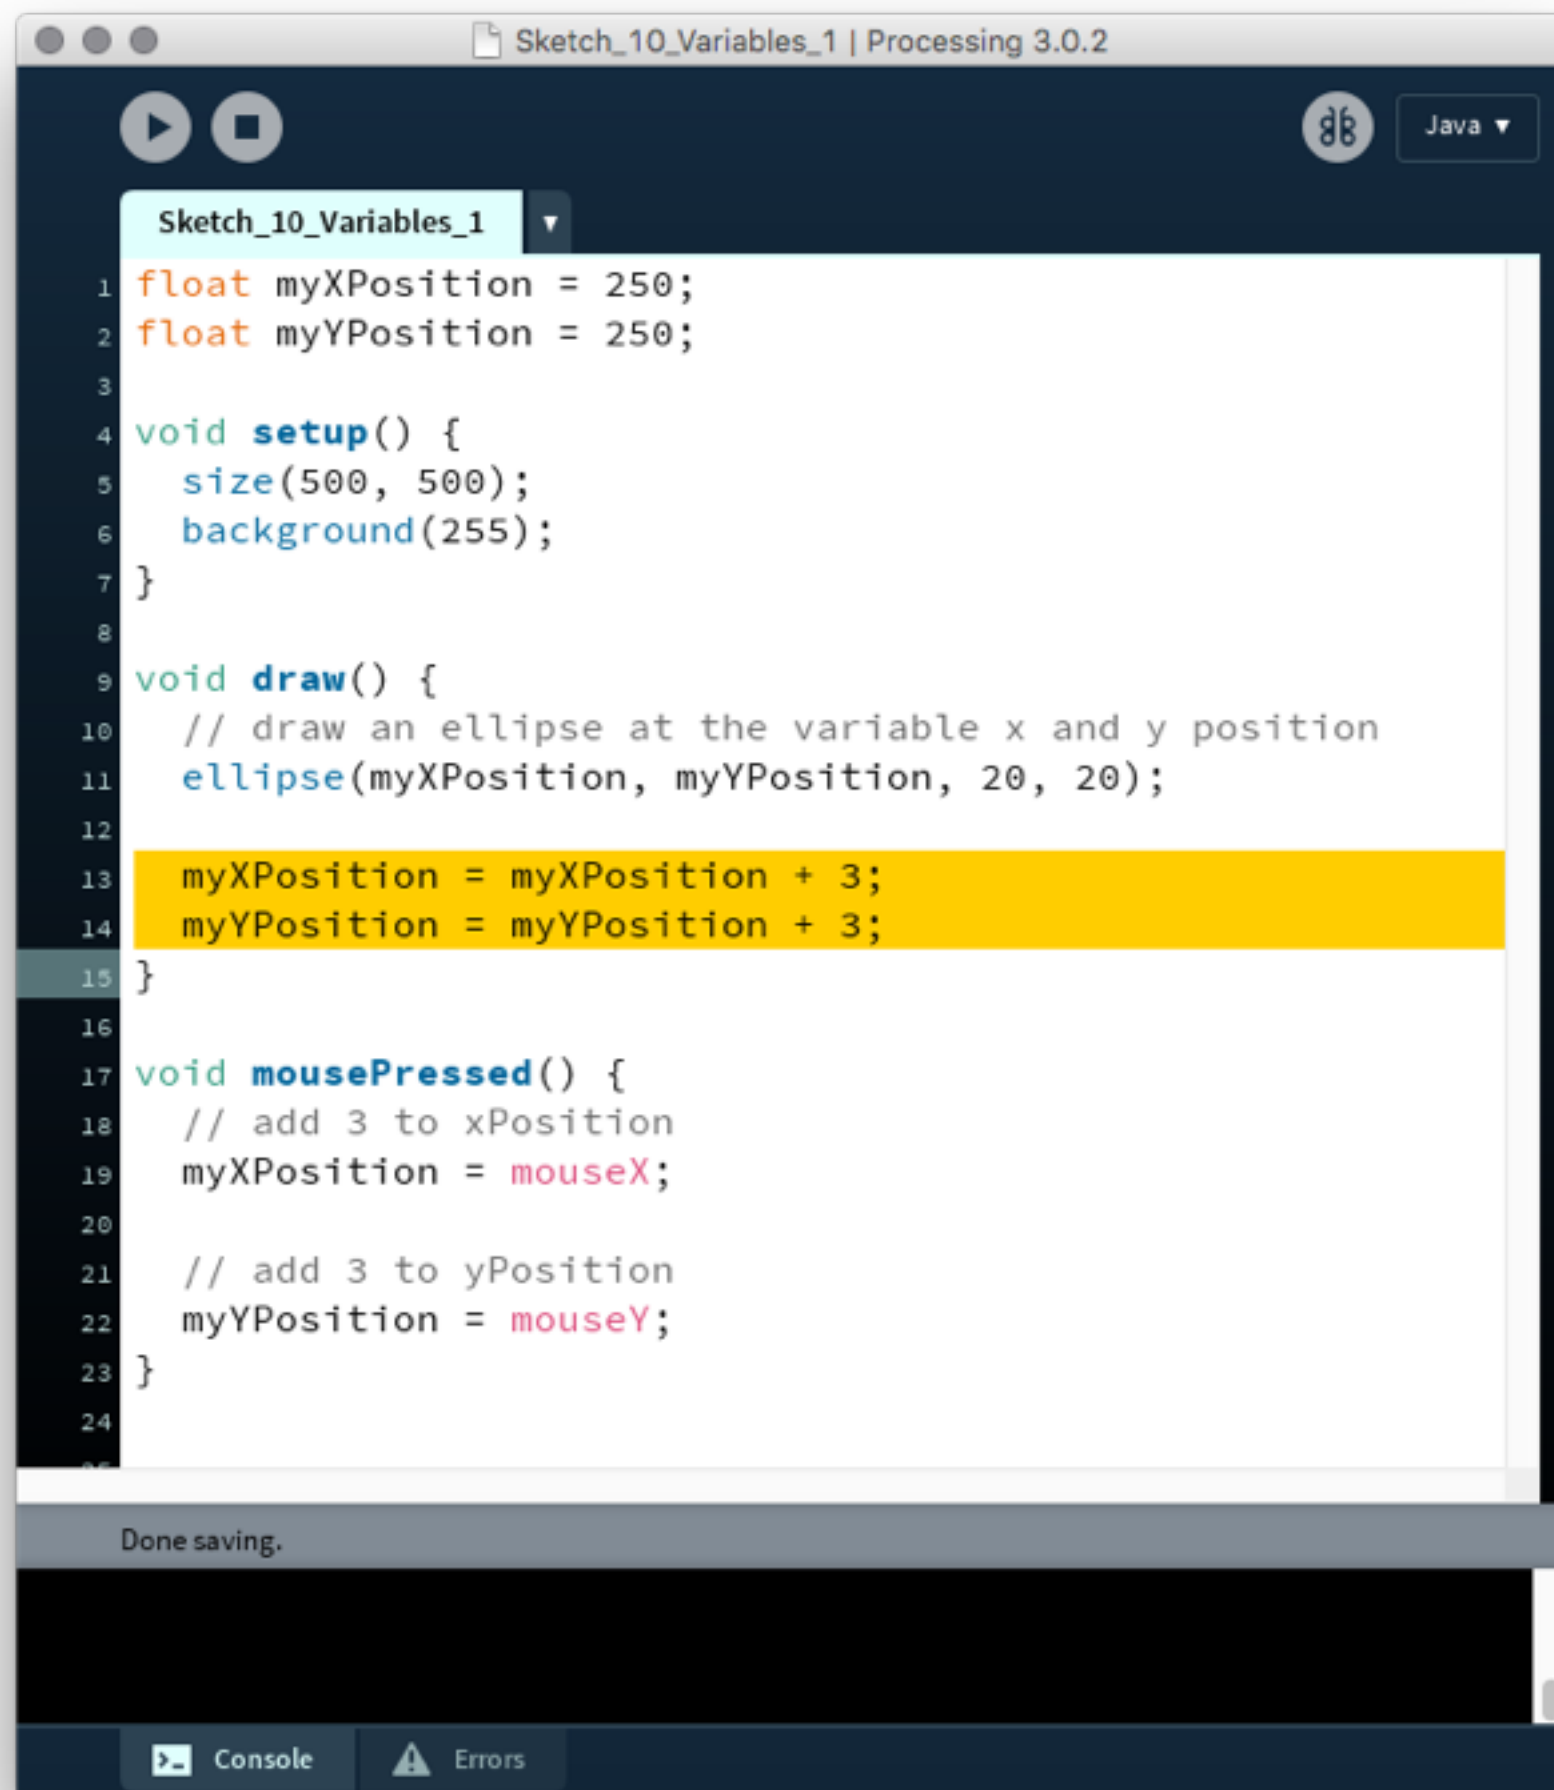 Sketch_10_Variables_1 | Processing 3.0.2
Java ▼
Sketch_10_Variables_1 ▼
1 float myXPosition = 250;
2 float myYPosition = 250;
3
4 void setup() {
5   size(500, 500);
6   background(255);
7 }
8
9 void draw() {
10   // draw an ellipse at the variable x and y position
11   ellipse(myXPosition, myYPosition, 20, 20);
12
13   myXPosition = myXPosition + 3;
14   myYPosition = myYPosition + 3;
15 }
16
17 void mousePressed() {
18   // add 3 to xPosition
19   myXPosition = mouseX;
20
21   // add 3 to yPosition
22   myYPosition = mouseY;
23 }
24
Done saving.
Console Errors